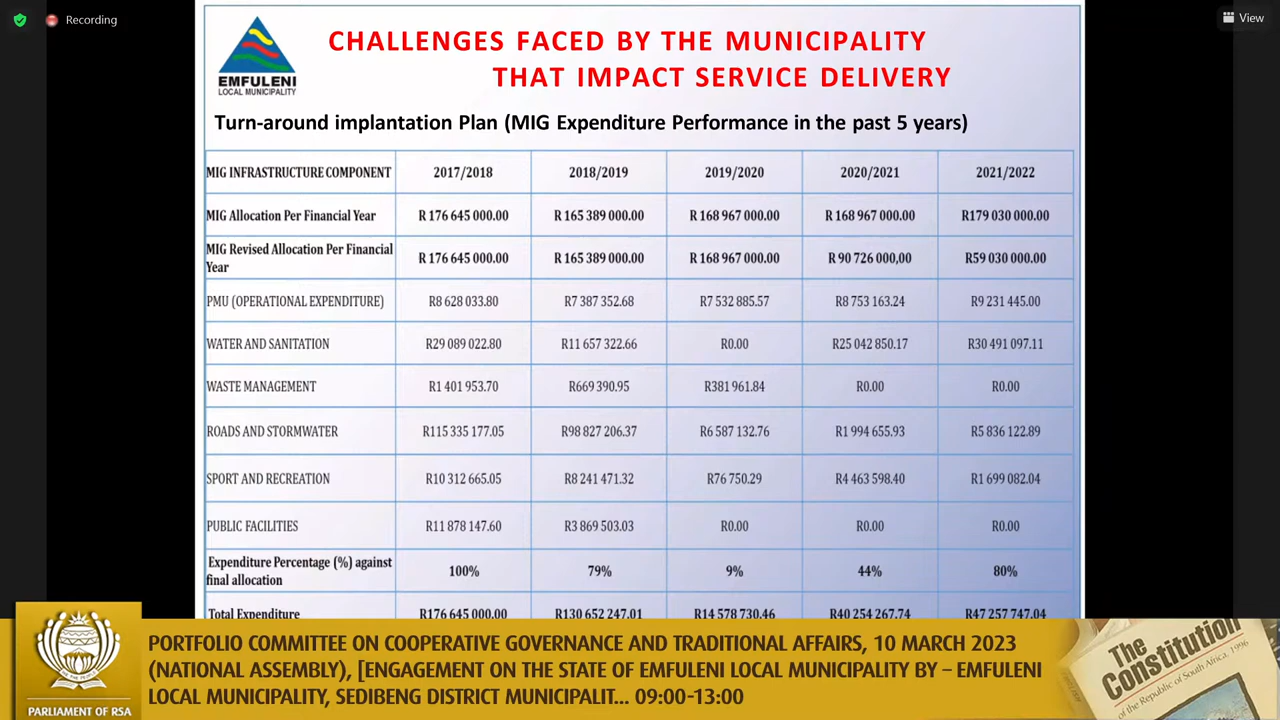 Recording
View
EMFULENI
LOCAL MUNICIPALITY
CHALLENGES FACED BY THE MUNICIPALITY
THAT IMPACT SERVICE DELIVERY
Turn-around implantation Plan (MIG Expenditure Performance in the past 5 years)
MIG INFRASTRUCTURE COMPONENT 2017/2018 2018/2019 2019/2020 2020/2021 2021/2022
MIG Allocation Per Financial Year R 176 645 000.00 R 165 389 000.00 R 168 967 000.00 R 168 967 000.00 R179 030 000.00
MIG Revised Allocation Per Financial
Year R 176 645 000.00 R 165 389 000.00 R 168 967 000.00 R 90 726 000,00 R59 030 000.00
PMU (OPERATIONAL EXPENDITURE) R8 628 033.80 R7 387 352.68 R7 532 885.57 R8 753 163.24 R9 231 445.00
WATER AND SANITATION R29 089 022.80 R11 657 322.66 R0.00 R25 042 850.17 R30 491 097.11
WASTE MANAGEMENT R1 401 953.70 R669 390.95 R381 961.84 R0.00 R0.00
ROADS AND STORMWATER R115 335 177.05 R98 827 206.37 R6 587 132.76 R1 994 655.93 R5 836 122.89
SPORT AND RECREATION R10 312 665.05 R8 241 471.32 R76 750.29 R4 463 598.40 R1 699 082.04
PUBLIC FACILITIES R11 878 147.60 R3 869 503.03 R0.00 R0.00 R0.00
Expenditure Percentage (%) against
final allocation 100% 79% 9% 44% 80%
Total Expenditure R176 645 000.00 R130 652 247.01 R14 578 730.46 R40 254 267.74 R47 257 747.04
PARLIAMENT OF RSA
PORTFOLIO COMMITTEE ON COOPERATIVE GOVERNANCE AND TRADITIONAL AFFAIRS, 10 MARCH 2023
(NATIONAL ASSEMBLY), [ENGAGEMENT ON THE STATE OF EMFULENI LOCAL MUNICIPALITY BY – EMFULENI
LOCAL MUNICIPALITY, SEDIBENG DISTRICT MUNICIPALIT... 09:00-13:00
The
Constitution
of the Republic of South Africa, 1996